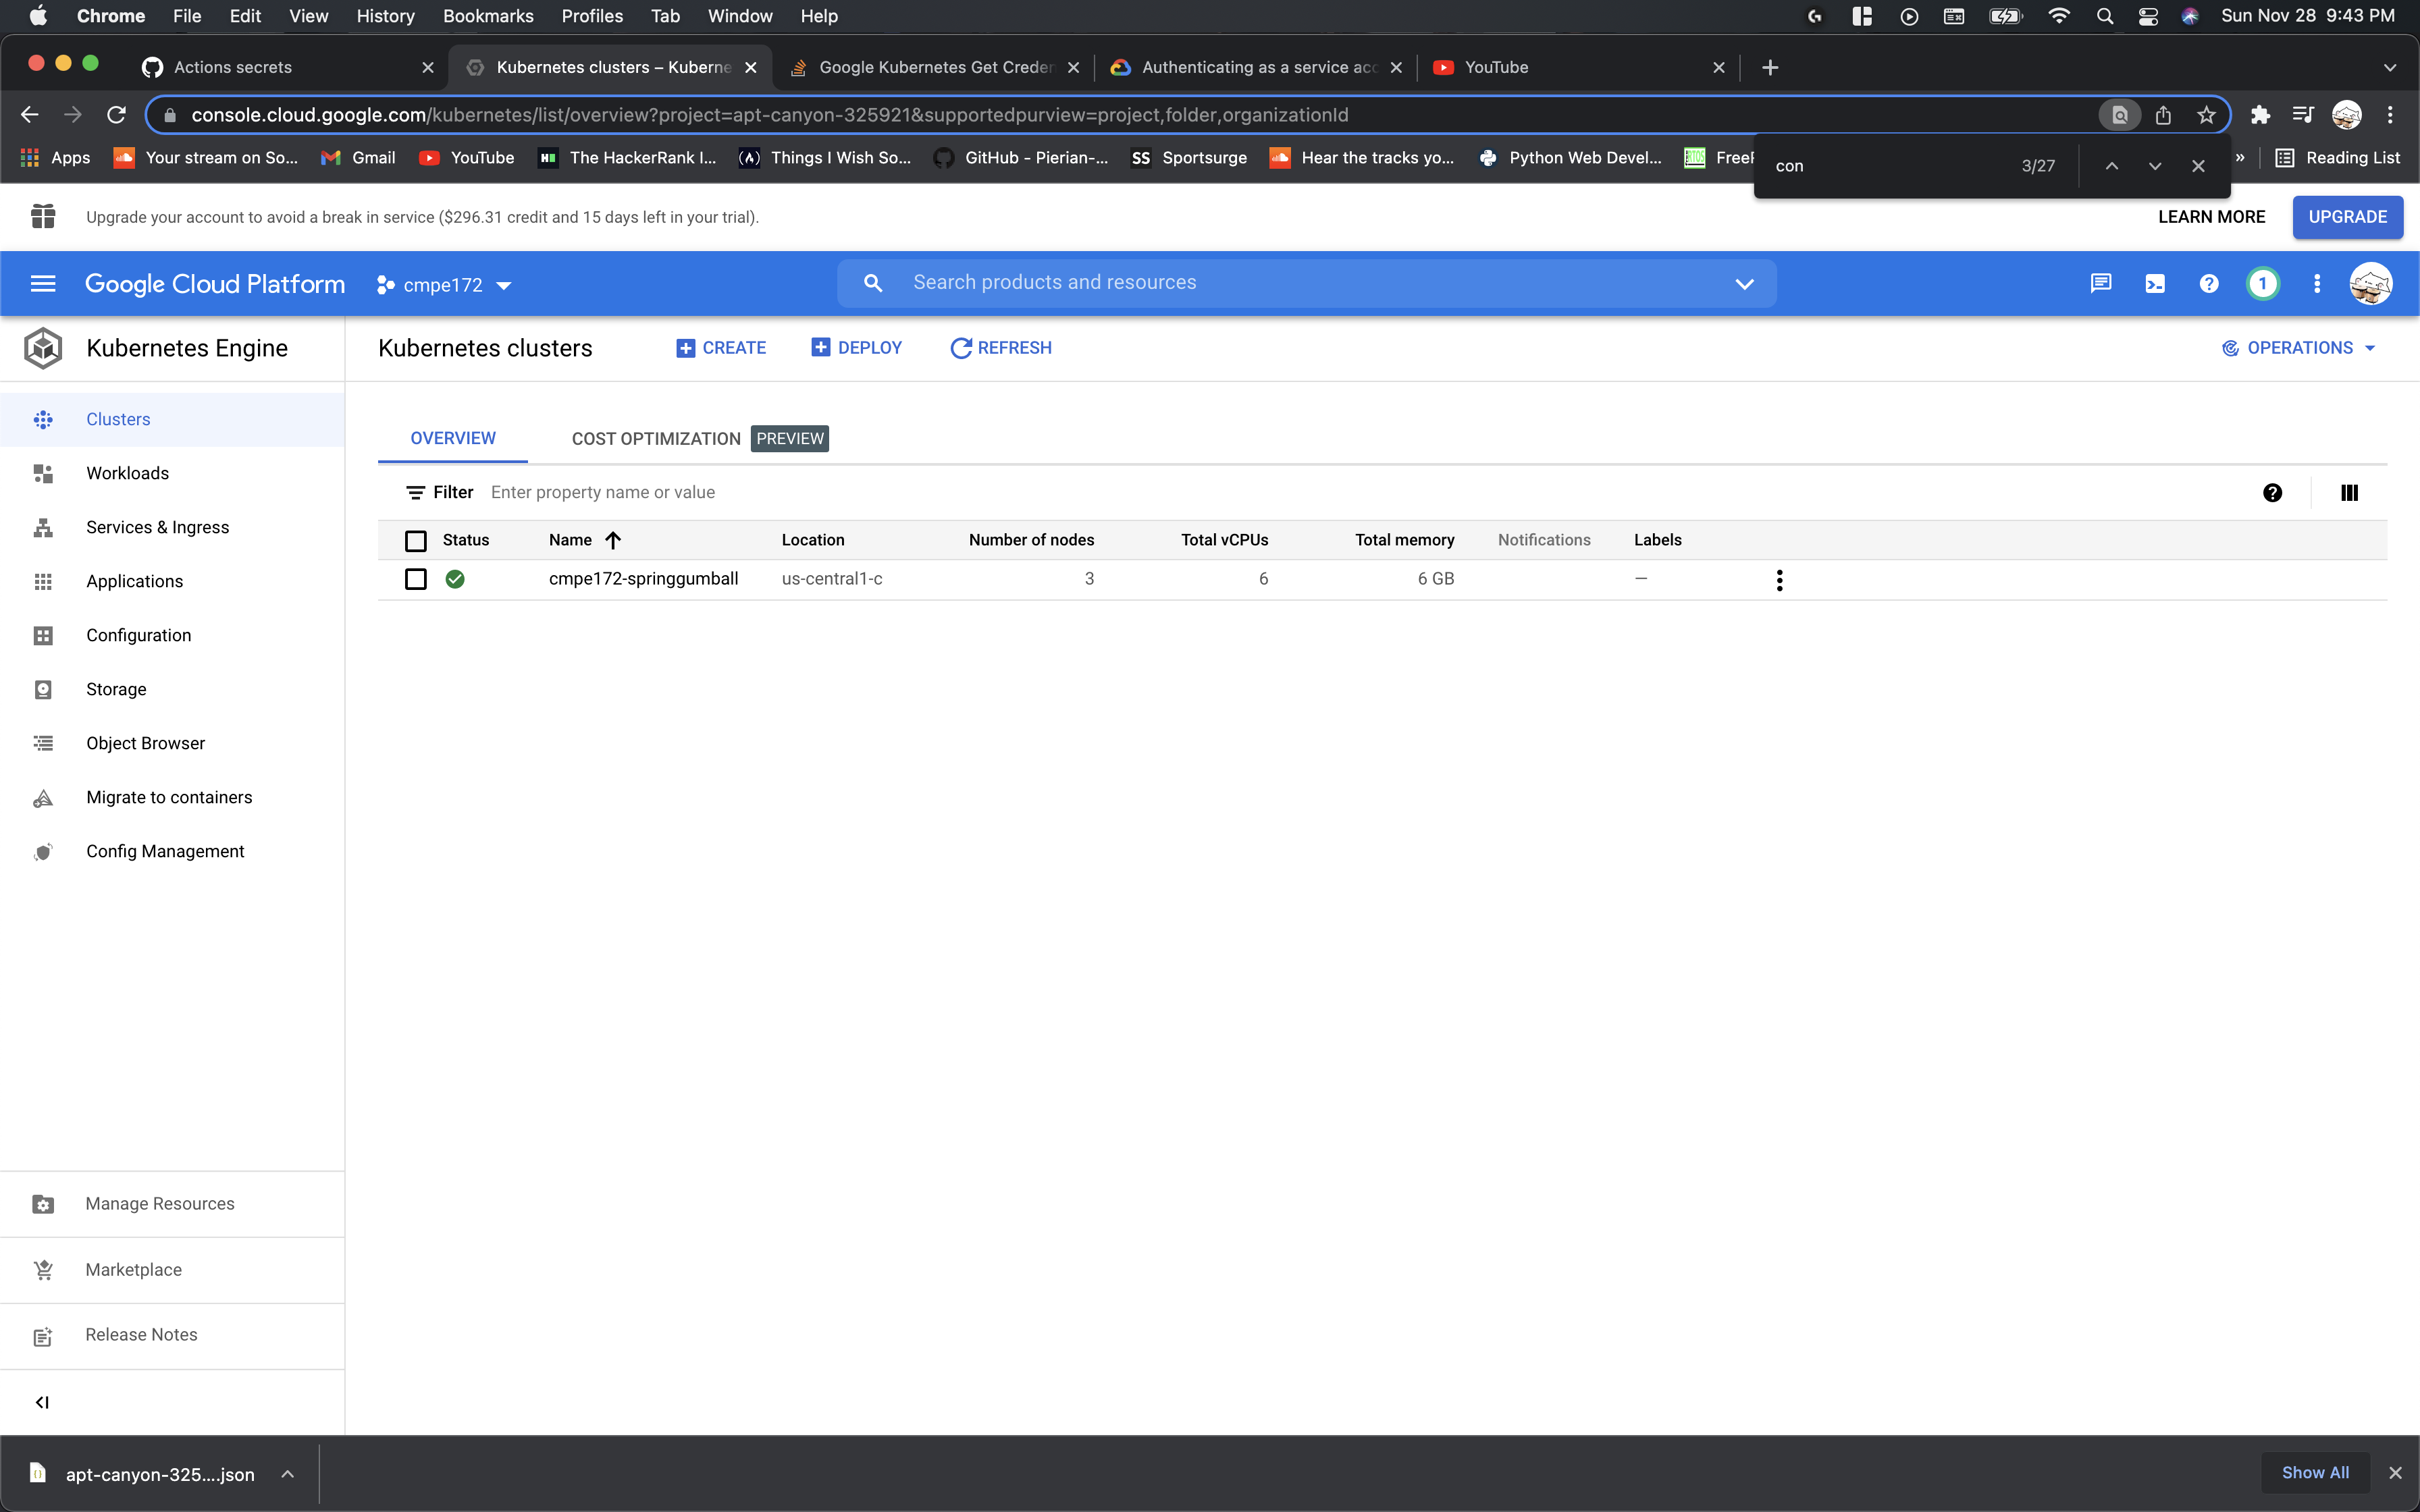 Chrome File Edit View History Bookmarks Profiles Tab Window Help Sun Nov 28 9:43 PM
Actions secrets Kubernetes clusters – Kuberne Google Kubernetes Get Creden Authenticating as a service acc YouTube
console.cloud.google.com/kubernetes/list/overview?project=apt-canyon-325921&supportedpurview=project,folder,organizationId
Apps Your stream on So... Gmail YouTube The HackerRank I... Things I Wish So... GitHub - Pierian-... Sportsurge Hear the tracks yo... Python Web Devel... FreeF » Reading List
con 3/27
Upgrade your account to avoid a break in service ($296.31 credit and 15 days left in your trial). LEARN MORE UPGRADE
Google Cloud Platform cmpe172 Search products and resources 1
Kubernetes Engine
Kubernetes clusters CREATE DEPLOY REFRESH OPERATIONS
Clusters
Workloads
Services & Ingress
Applications
Configuration
Storage
Object Browser
Migrate to containers
Config Management
Manage Resources
Marketplace
Release Notes
OVERVIEW COST OPTIMIZATION PREVIEW
Filter Enter property name or value
Status Name Location Number of nodes Total vCPUs Total memory Notifications Labels
cmpe172-springgumball us-central1-c 3 6 6 GB —
apt-canyon-325....json Show All